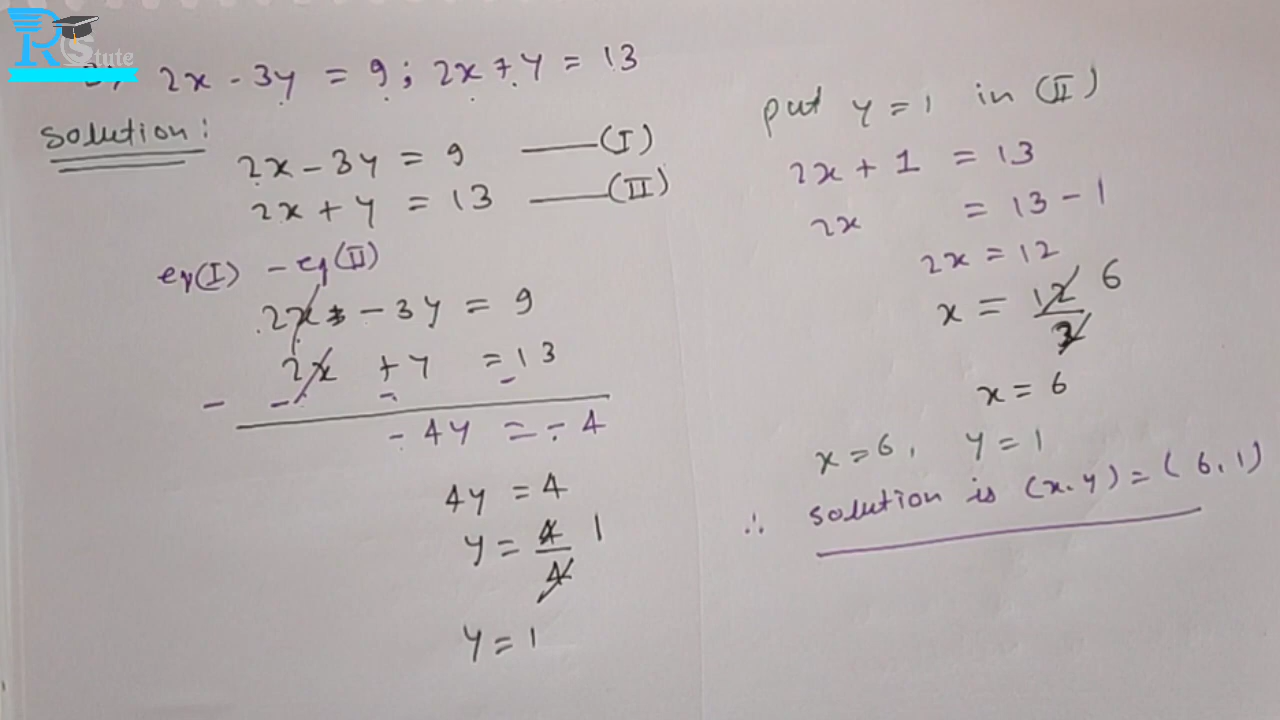 RStute
2x - 3y = 9; 2x + y = 13
Solution:
2x - 3y = 9 —— (I)
2x + y = 13 —— (II)
eq(I) - eq(II)
2x - 3y = 9
2x + y = 13
- - - -
- 4y = - 4
4y = 4
y = 4/4 1
y = 1
put y = 1 in (II)
2x + 1 = 13
2x = 13 - 1
2x = 12
x = 12/2 6
x = 6
x = 6, y = 1
∴ solution is (x, y) = (6, 1)